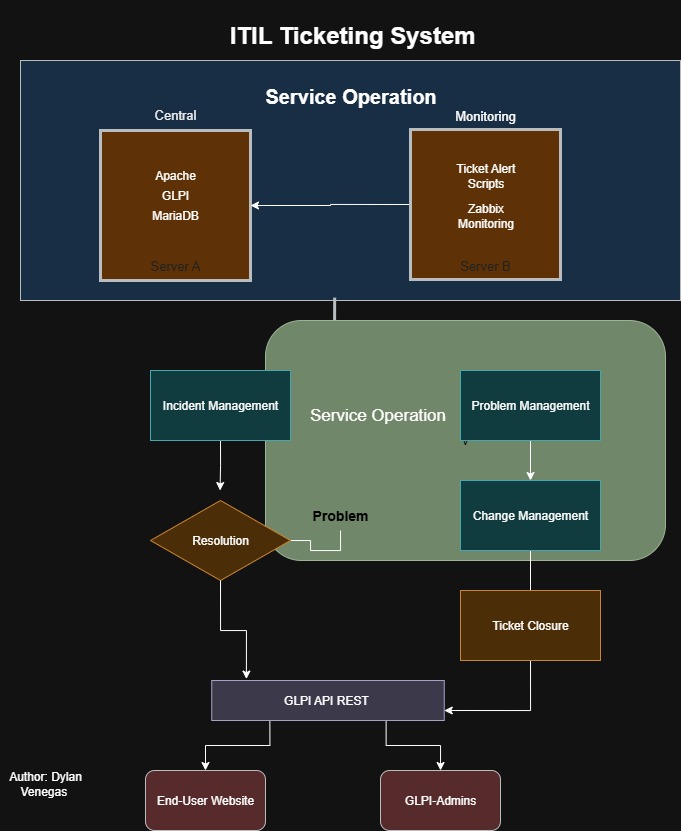 ITIL Ticketing System
Service Operation
Central
Monitoring
Apache
GLPI
MariaDB
Server A
Ticket Alert
Scripts
Zabbix
Monitoring
Server B
Incident Management
Service Operation
Problem Management
v
Change Management
Problem
Resolution
Ticket Closure
GLPI API REST
Author: Dylan
Venegas
End-User Website
GLPI-Admins